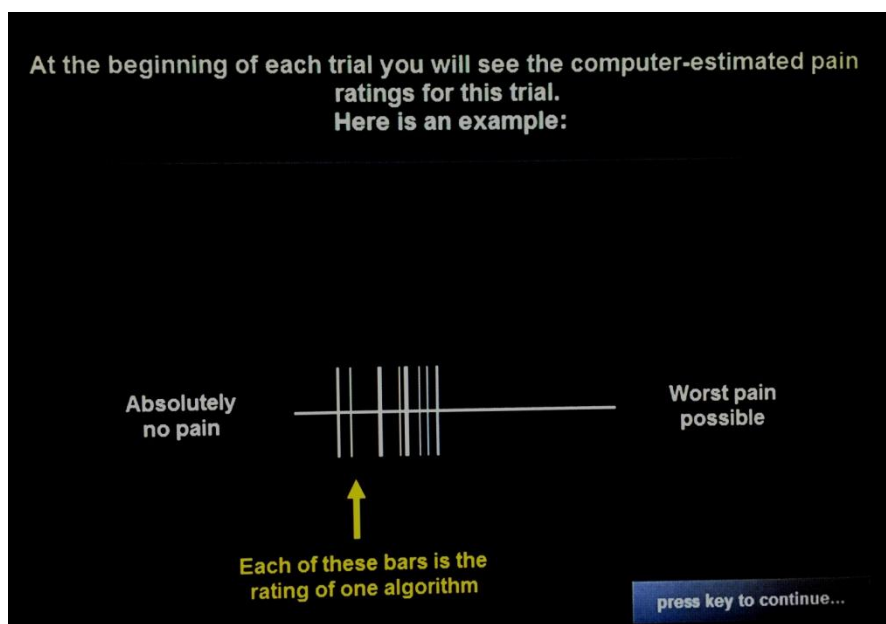 At the beginning of each trial you will see the computer-estimated pain
ratings for this trial.
Here is an example:
Absolutely
no pain
Worst pain
possible
Each of these bars is the
rating of one algorithm
press key to continue...